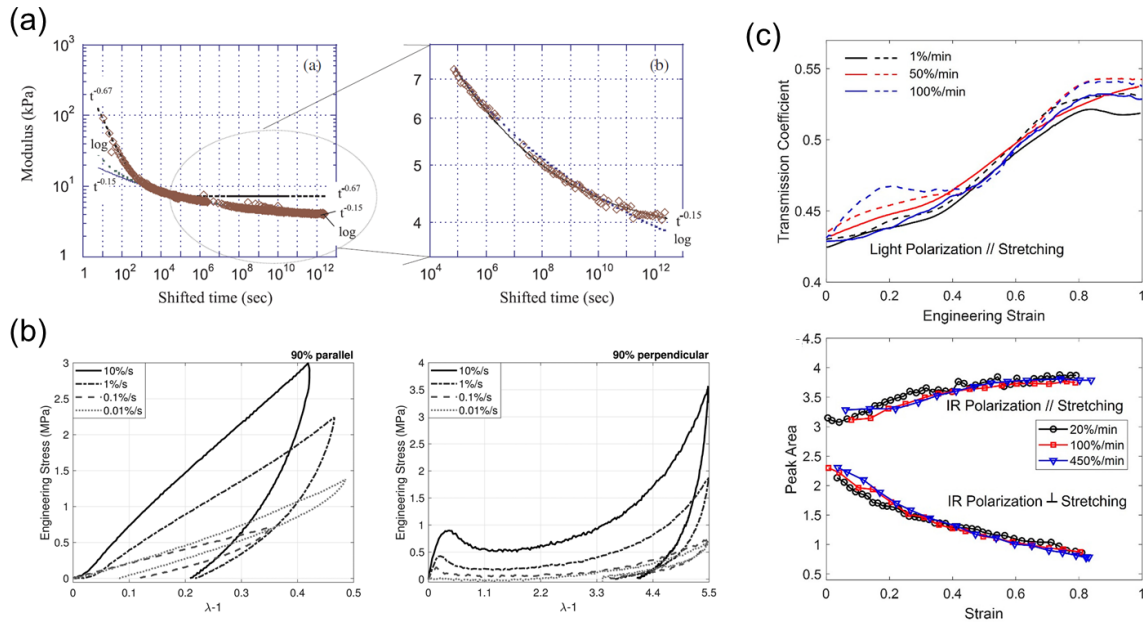 (a)
Modulus (kPa)
10³
10²
10¹
1
t⁻⁰·⁶⁷
log
t⁻⁰·¹⁵
(a)
t⁻⁰·⁶⁷
t⁻⁰·¹⁵
log
1 10² 10⁴ 10⁶ 10⁸ 10¹⁰ 10¹²
Shifted time (sec)
7
6
5
4
(b)
t⁻⁰·¹⁵
log
10⁴ 10⁶ 10⁸ 10¹⁰ 10¹² 10¹²
Shifted time (sec)
(b)
90% parallel
Engineering Stress (MPa)
3
2.5
2
1.5
1
0.5
0
10%/s
1%/s
0.1%/s
0.01%/s
0 0.1 0.2 0.3 0.4 0.5
λ-1
90% perpendicular
Engineering Stress (MPa)
4
3.5
3
2.5
2
1.5
1
0.5
0
10%/s
1%/s
0.1%/s
0.01%/s
0 1.1 2.2 3.3 4.4 5.5
λ-1
(c)
Transmission Coefficient
0.55
0.5
0.45
0.4
1%/min
50%/min
100%/min
Light Polarization // Stretching
0 0.2 0.4 0.6 0.8 1
Engineering Strain
Peak Area
4.5
3.5
2.5
1.5
0.5
IR Polarization // Stretching
20%/min
100%/min
450%/min
IR Polarization ⊥ Stretching
0 0.2 0.4 0.6 0.8 1
Strain